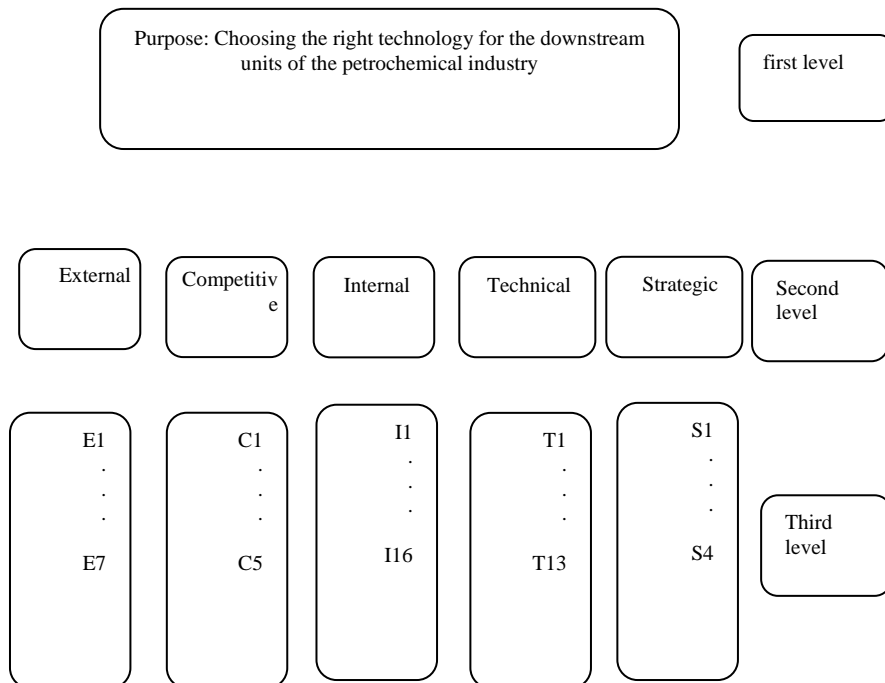 Purpose: Choosing the right technology for the downstream
units of the petrochemical industry
first level
External
Competitiv
e
Internal
Technical
Strategic
Second
level
E1
.
.
.
E7
C1
.
.
.
C5
I1
.
.
.
I16
T1
.
.
.
T13
S1
.
.
.
S4
Third
level